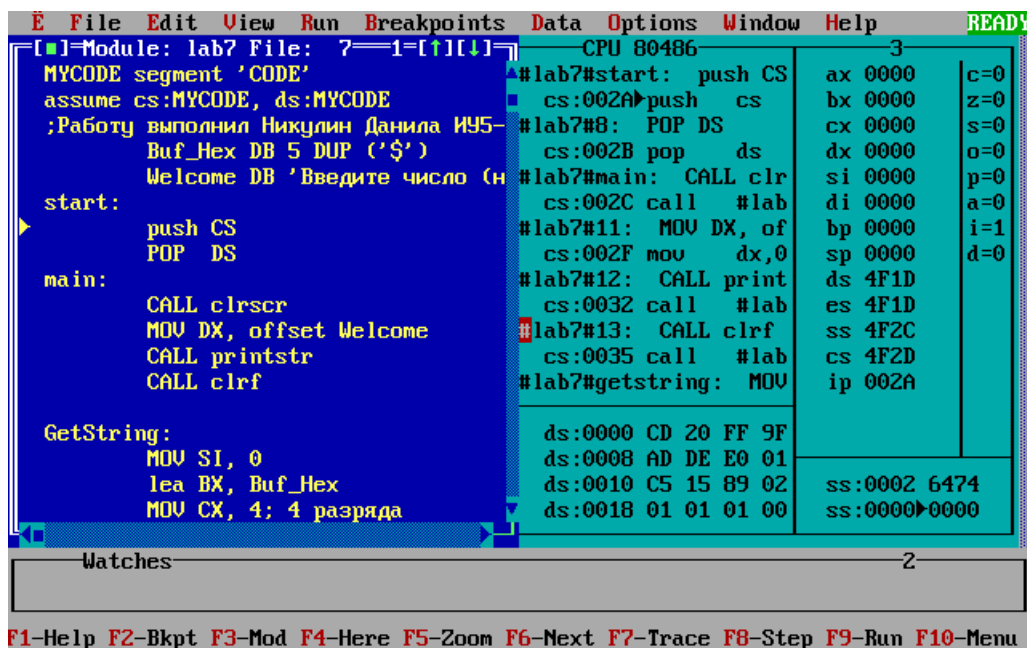 Ë File Edit View Run Breakpoints Data Options Window Help READY
[■]=Module: lab7 File: 7 1=[↑][↓]
MYCODE segment 'CODE'
assume cs:MYCODE, ds:MYCODE
;Работу выполнил Никулин Данила ИУ5-
Buf_Hex DB 5 DUP ('$')
Welcome DB 'Введите число (н
start:
push CS
POP DS
main:
CALL clrscr
MOV DX, offset Welcome
CALL printstr
CALL clrf
GetString:
MOV SI, 0
lea BX, Buf_Hex
MOV CX, 4; 4 разряда
CPU 80486 3
#lab7#start: push CS
cs:002A►push cs
#lab7#8: POP DS
cs:002B pop ds
#lab7#main: CALL clr
cs:002C call #lab
#lab7#11: MOV DX, of
cs:002F mov dx,0
#lab7#12: CALL print
cs:0032 call #lab
#lab7#13: CALL clrf
cs:0035 call #lab
#lab7#getstring: MOV
ds:0000 CD 20 FF 9F
ds:0008 AD DE E0 01
ds:0010 C5 15 89 02
ds:0018 01 01 01 00
ax 0000 c=0
bx 0000 z=0
cx 0000 s=0
dx 0000 o=0
si 0000 p=0
di 0000 a=0
bp 0000 i=1
sp 0000 d=0
ds 4F1D
es 4F1D
ss 4F2C
cs 4F2D
ip 002A
ss:0002 6474
ss:0000►0000
Watches 2
F1-Help F2-Bkpt F3-Mod F4-Here F5-Zoom F6-Next F7-Trace F8-Step F9-Run F10-Menu